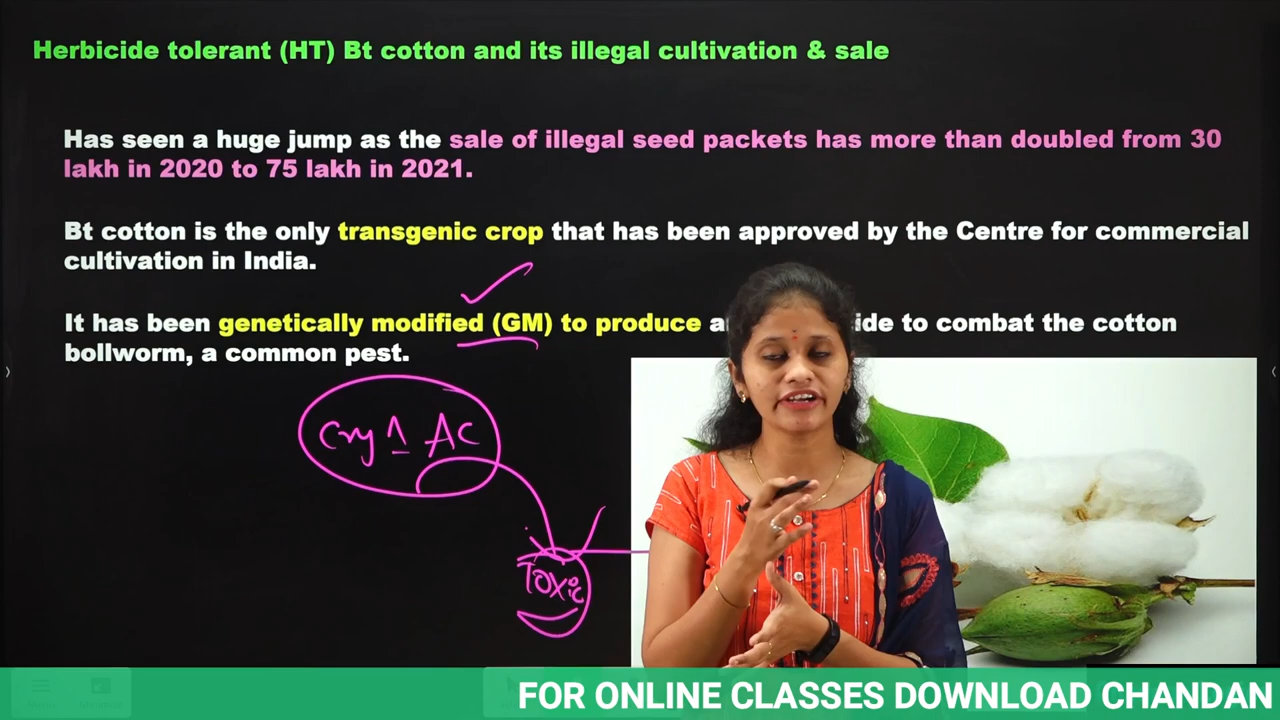 Herbicide tolerant (HT) Bt cotton and its illegal cultivation & sale
Has seen a huge jump as the sale of illegal seed packets has more than doubled from 30
lakh in 2020 to 75 lakh in 2021.
Bt cotton is the only transgenic crop that has been approved by the Centre for commercial
cultivation in India.
It has been genetically modified (GM) to produce ide to combat the cotton
bollworm, a common pest.
Cry 1 AC
Toxic
FOR ONLINE CLASSES DOWNLOAD CHANDAN